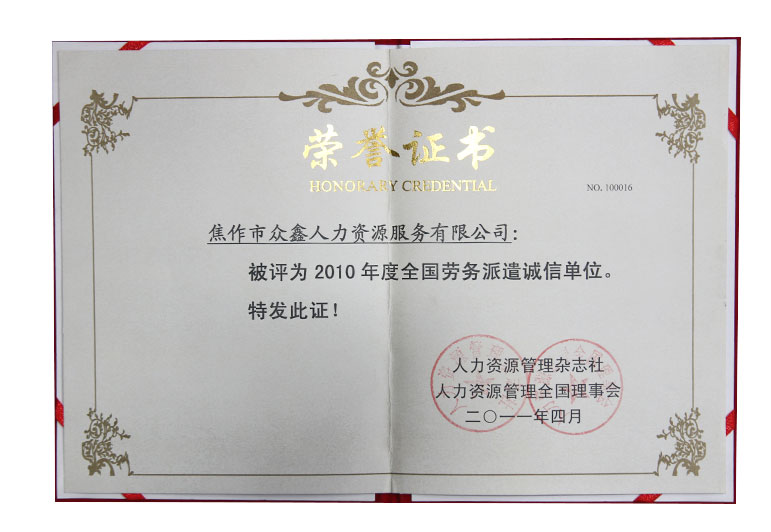 荣誉证书
HONORARY CREDENTIAL
NO. 100016
焦作市众鑫人力资源服务有限公司：
被评为 2010 年度全国劳务派遣诚信单位。
特发此证！
人力资源管理杂志社
人力资源管理全国理事会
二〇一一年四月